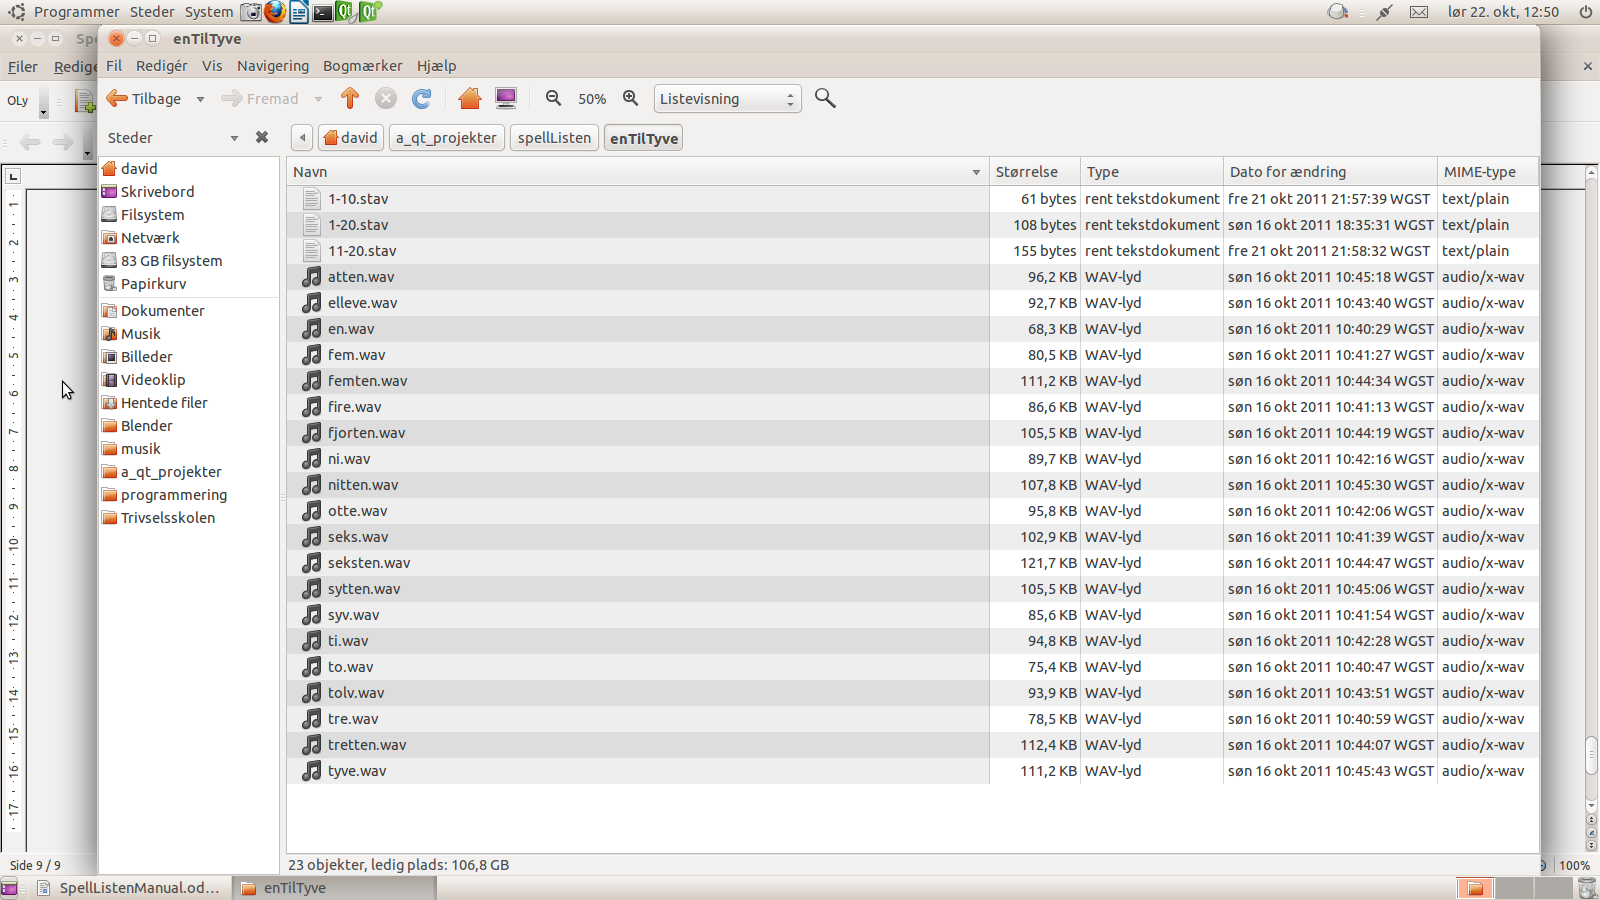 Programmer Steder System lør 22. okt, 12:50
enTilTyve
Filer Redige
Fil Redigér Vis Navigering Bogmærker Hjælp
OLy
Tilbage Fremad 50% Listevisning
Steder david a_qt_projekter spellListen enTilTyve
david
Skrivebord
Filsystem
Netværk
83 GB filsystem
Papirkurv
Dokumenter
Musik
Billeder
Videoklip
Hentede filer
Blender
musik
a_qt_projekter
programmering
Trivselsskolen
Navn Størrelse Type Dato for ændring MIME-type
1-10.stav 61 bytes rent tekstdokument fre 21 okt 2011 21:57:39 WGST text/plain
1-20.stav 108 bytes rent tekstdokument søn 16 okt 2011 18:35:31 WGST text/plain
11-20.stav 155 bytes rent tekstdokument fre 21 okt 2011 21:58:32 WGST text/plain
atten.wav 96,2 KB WAV-lyd søn 16 okt 2011 10:45:18 WGST audio/x-wav
elleve.wav 92,7 KB WAV-lyd søn 16 okt 2011 10:43:40 WGST audio/x-wav
en.wav 68,3 KB WAV-lyd søn 16 okt 2011 10:40:29 WGST audio/x-wav
fem.wav 80,5 KB WAV-lyd søn 16 okt 2011 10:41:27 WGST audio/x-wav
femten.wav 111,2 KB WAV-lyd søn 16 okt 2011 10:44:34 WGST audio/x-wav
fire.wav 86,6 KB WAV-lyd søn 16 okt 2011 10:41:13 WGST audio/x-wav
fjorten.wav 105,5 KB WAV-lyd søn 16 okt 2011 10:44:19 WGST audio/x-wav
ni.wav 89,7 KB WAV-lyd søn 16 okt 2011 10:42:16 WGST audio/x-wav
nitten.wav 107,8 KB WAV-lyd søn 16 okt 2011 10:45:30 WGST audio/x-wav
otte.wav 95,8 KB WAV-lyd søn 16 okt 2011 10:42:06 WGST audio/x-wav
seks.wav 102,9 KB WAV-lyd søn 16 okt 2011 10:41:39 WGST audio/x-wav
seksten.wav 121,7 KB WAV-lyd søn 16 okt 2011 10:44:47 WGST audio/x-wav
sytten.wav 105,5 KB WAV-lyd søn 16 okt 2011 10:45:06 WGST audio/x-wav
syv.wav 85,6 KB WAV-lyd søn 16 okt 2011 10:41:54 WGST audio/x-wav
ti.wav 94,8 KB WAV-lyd søn 16 okt 2011 10:42:28 WGST audio/x-wav
to.wav 75,4 KB WAV-lyd søn 16 okt 2011 10:40:47 WGST audio/x-wav
tolv.wav 93,9 KB WAV-lyd søn 16 okt 2011 10:43:51 WGST audio/x-wav
tre.wav 78,5 KB WAV-lyd søn 16 okt 2011 10:40:59 WGST audio/x-wav
tretten.wav 112,4 KB WAV-lyd søn 16 okt 2011 10:44:07 WGST audio/x-wav
tyve.wav 111,2 KB WAV-lyd søn 16 okt 2011 10:45:43 WGST audio/x-wav
1
2
3
4
5
6
7
8
9
10
11
12
13
14
15
16
17
23 objekter, ledig plads: 106,8 GB
Side 9 / 9 100%
SpellListenManual.od... enTilTyve